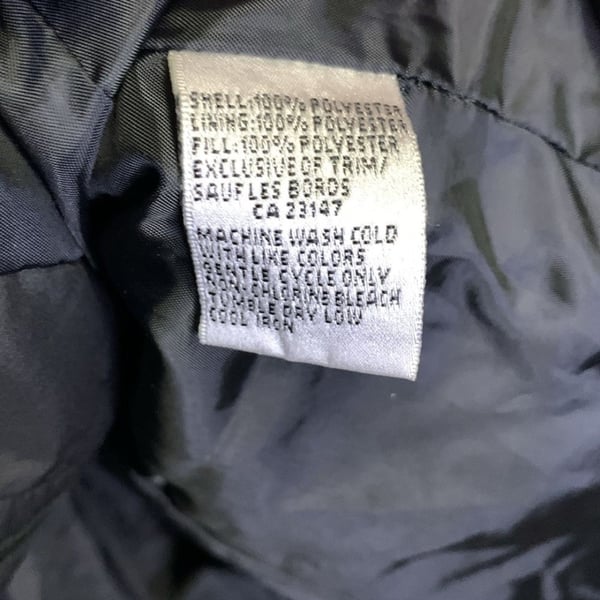 SHELL:100% POLYESTER
LINING:100% POLYESTER
FILL:100% POLYESTER
EXCLUSIVE OF TRIM/
SAUF LES BORDS
CA 23147
MACHINE WASH COLD
WITH LIKE COLORS
GENTLE CYCLE ONLY
NON CHLORINE BLEACH
TUMBLE DRY LOW
COOL IRON